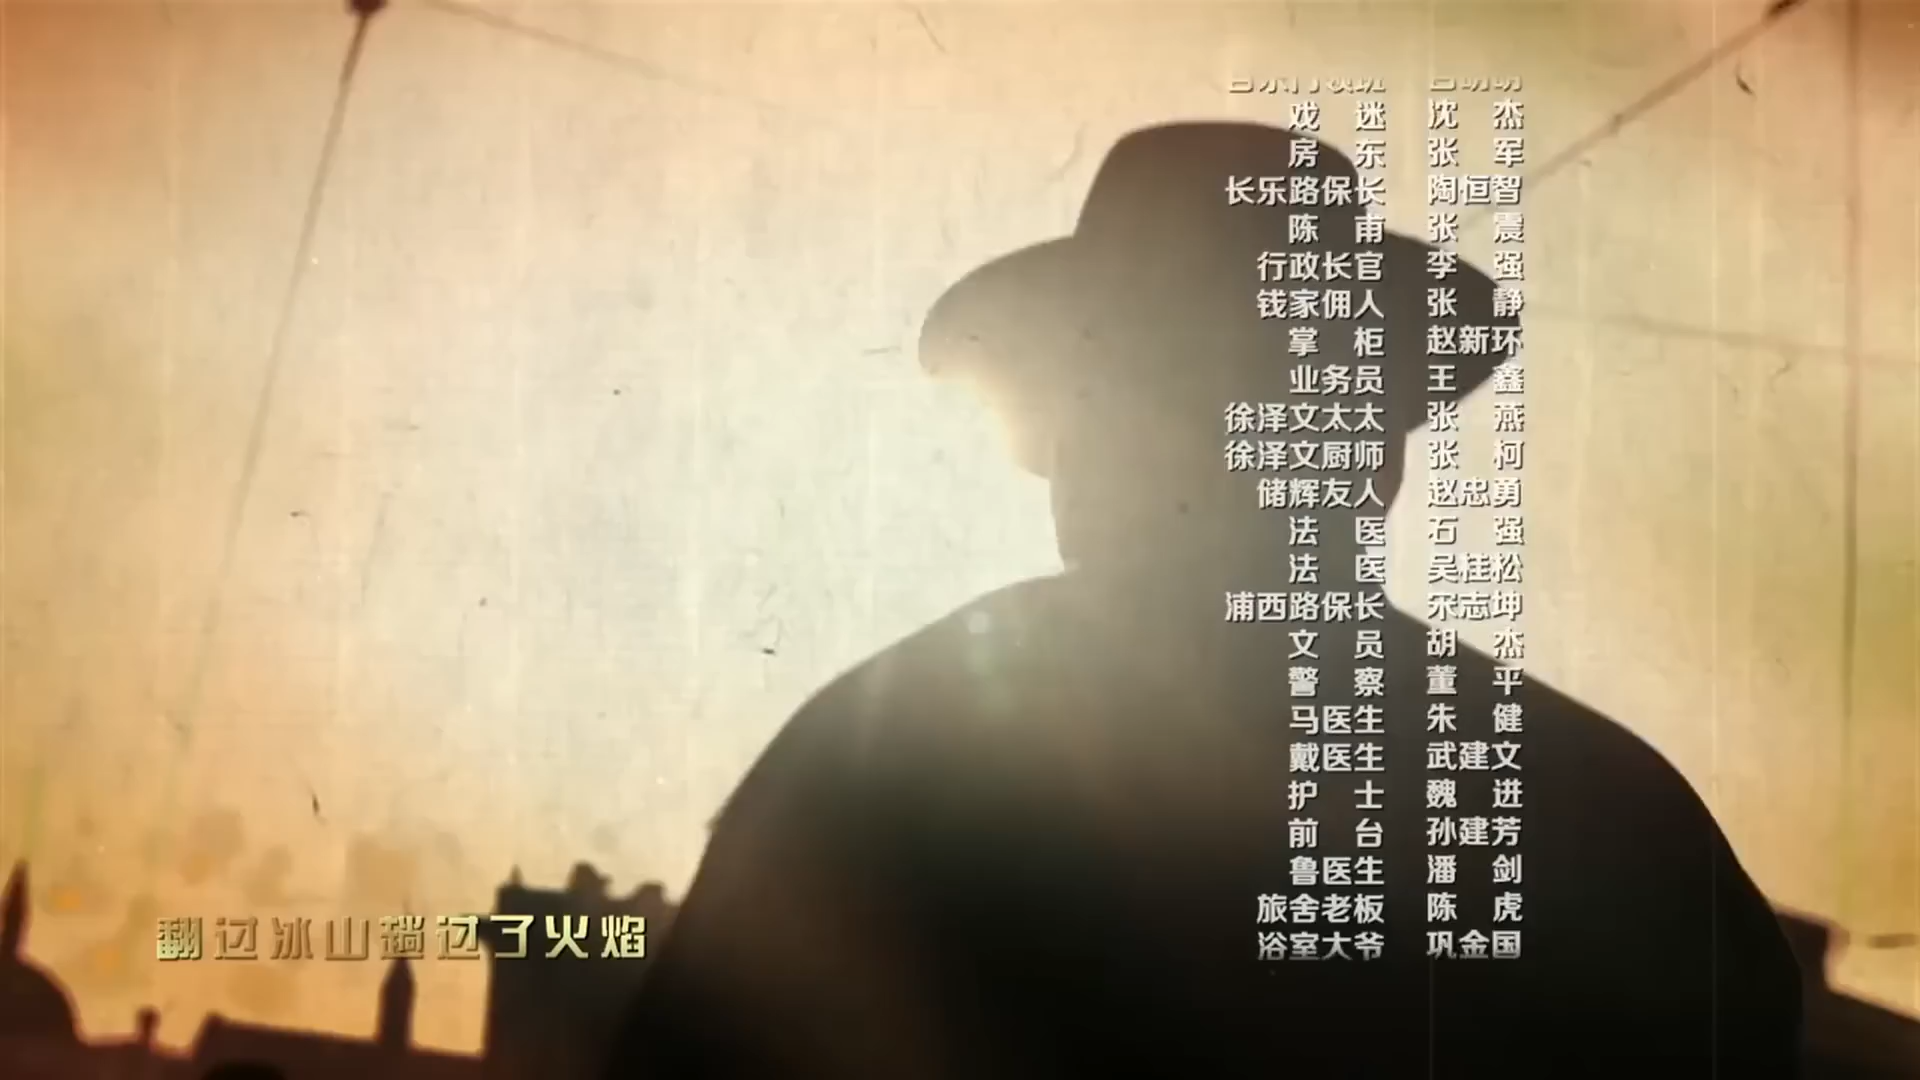 戏迷 沈杰
房东 张军
长乐路保长 陶恒智
陈甫 张震
行政长官 李强
钱家佣人 张静
掌柜 赵新环
业务员 王鑫
徐泽文太太 张燕
徐泽文厨师 张柯
储辉友人 赵忠勇
法医 石强
法医 吴桂松
浦西路保长 宋志坤
文员 胡杰
警察 董平
马医生 朱健
戴医生 武建文
护士 魏进
前台 孙建芳
鲁医生 潘剑
旅舍老板 陈虎
浴室大爷 巩金国
翻过冰山趟过了火焰